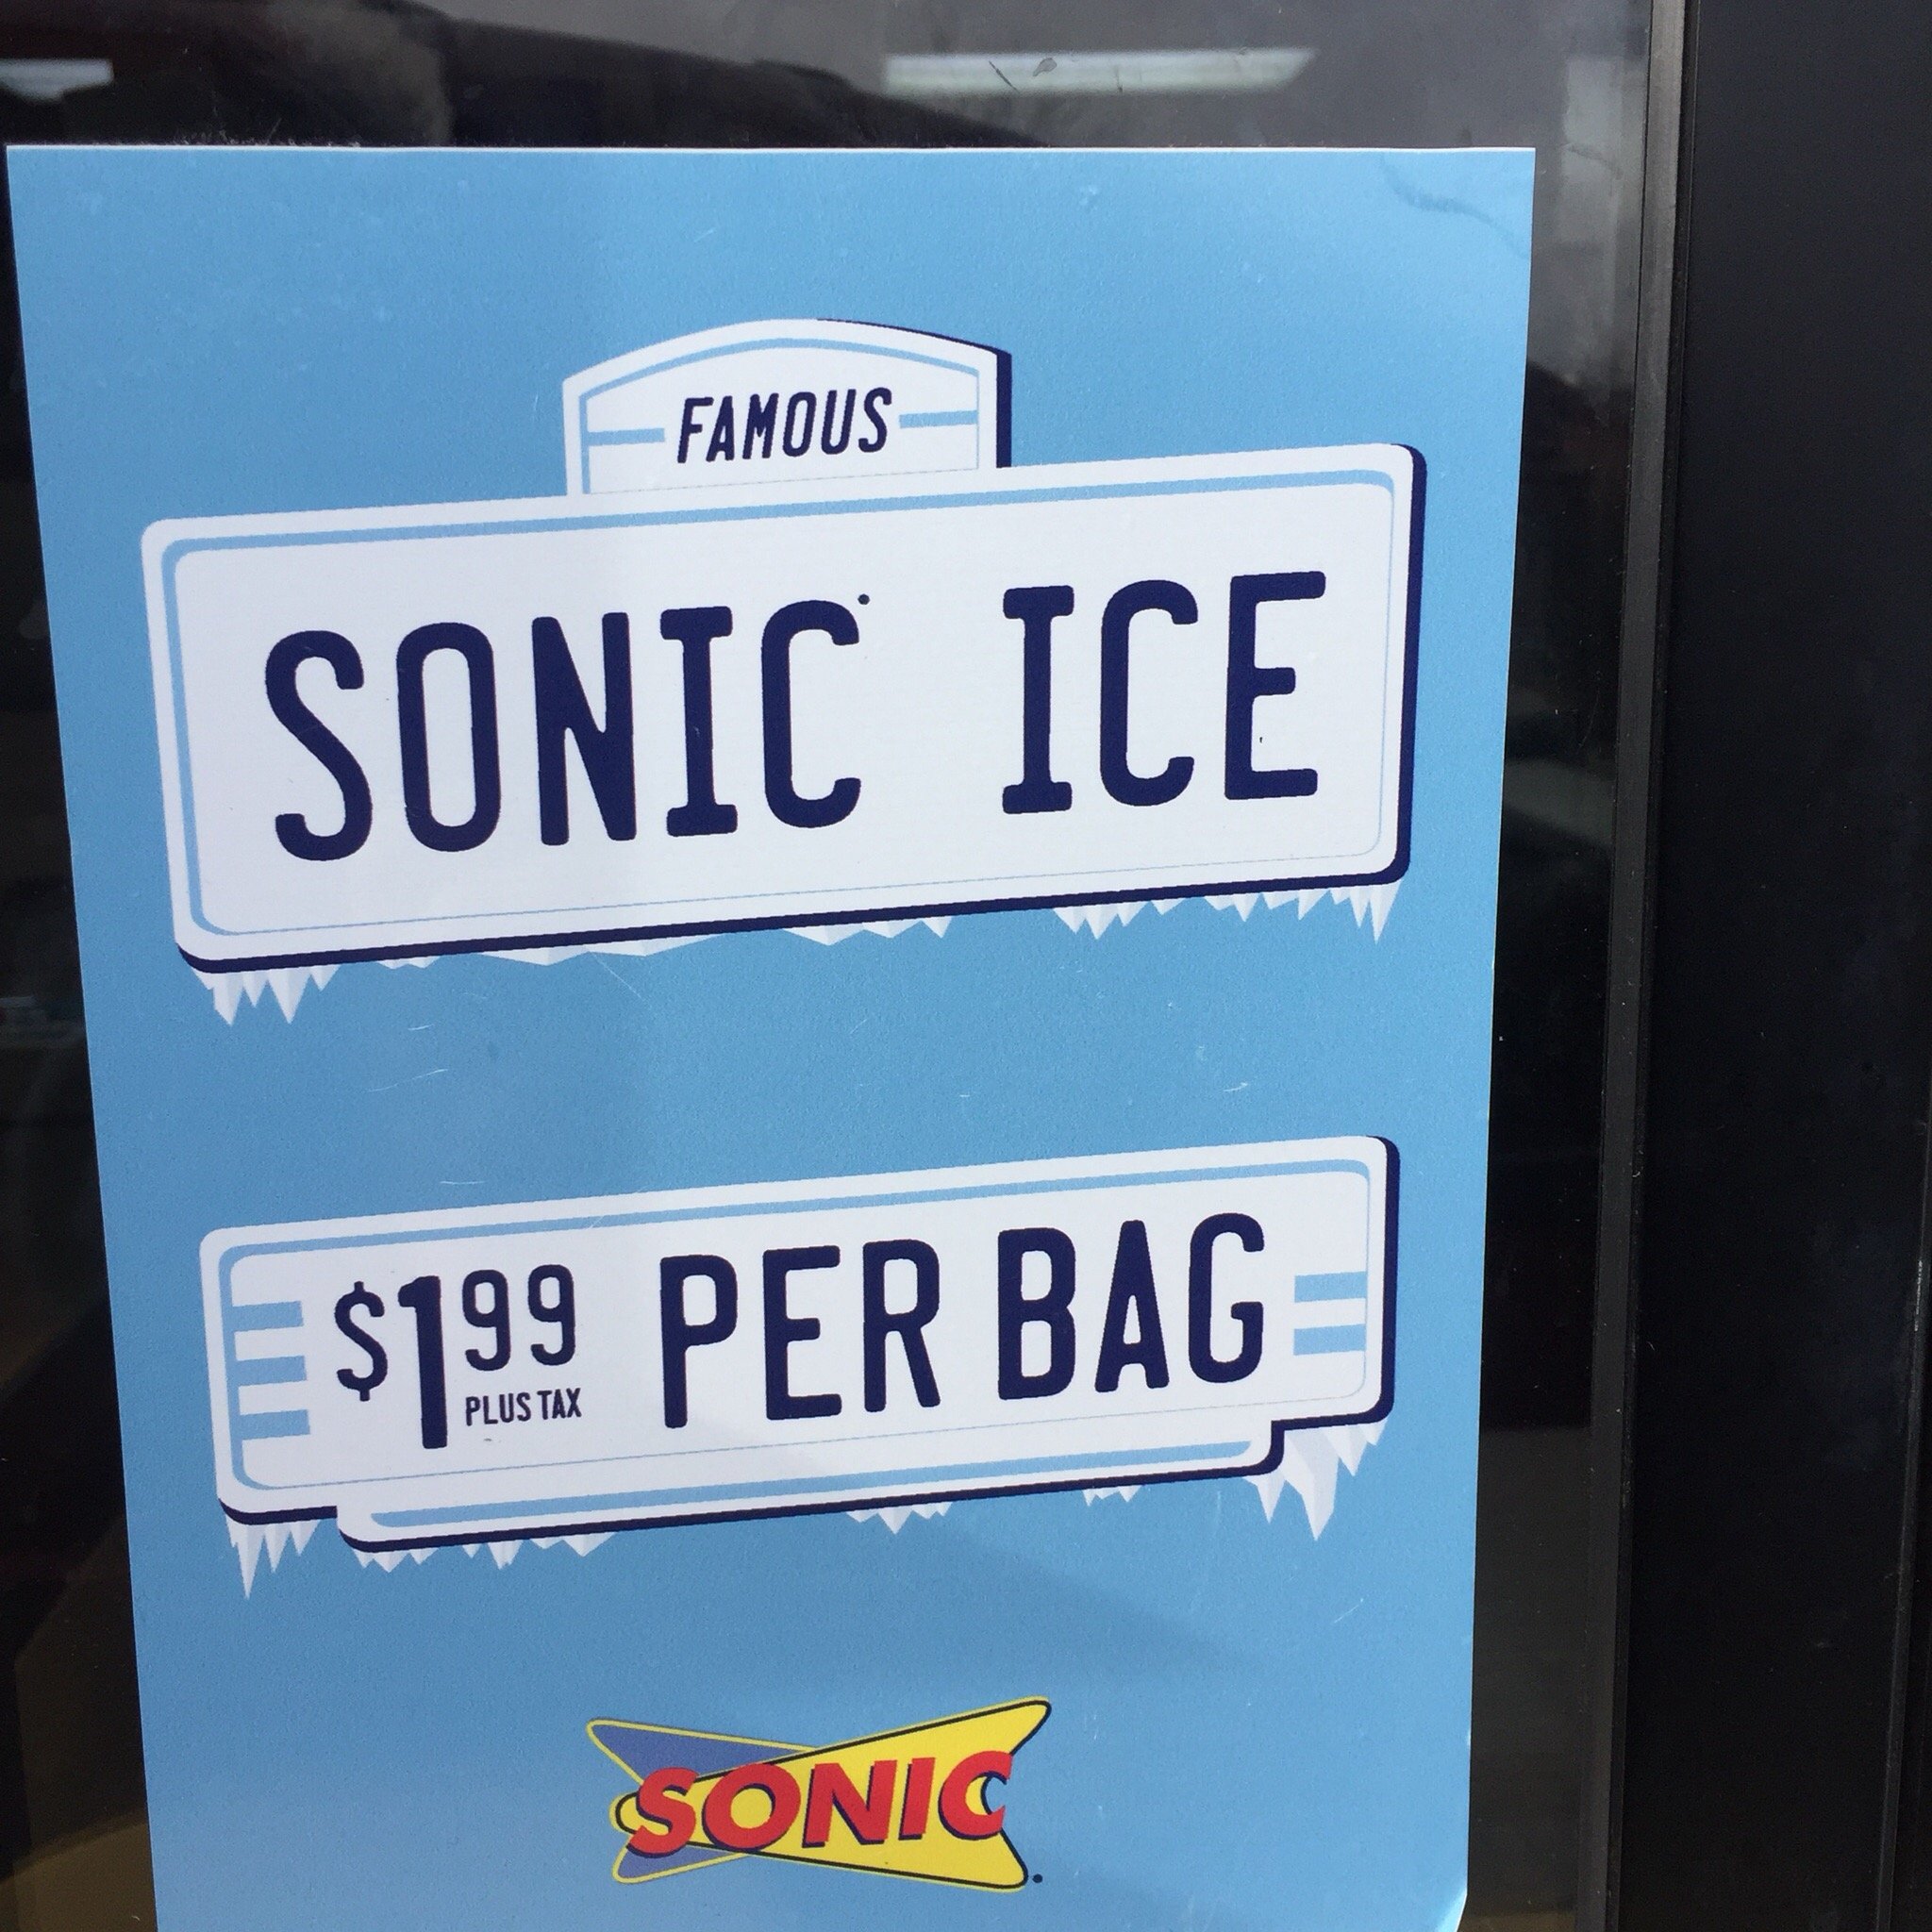 FAMOUS
SONIC ICE
$1.99 PER BAG
PLUS TAX
SONIC